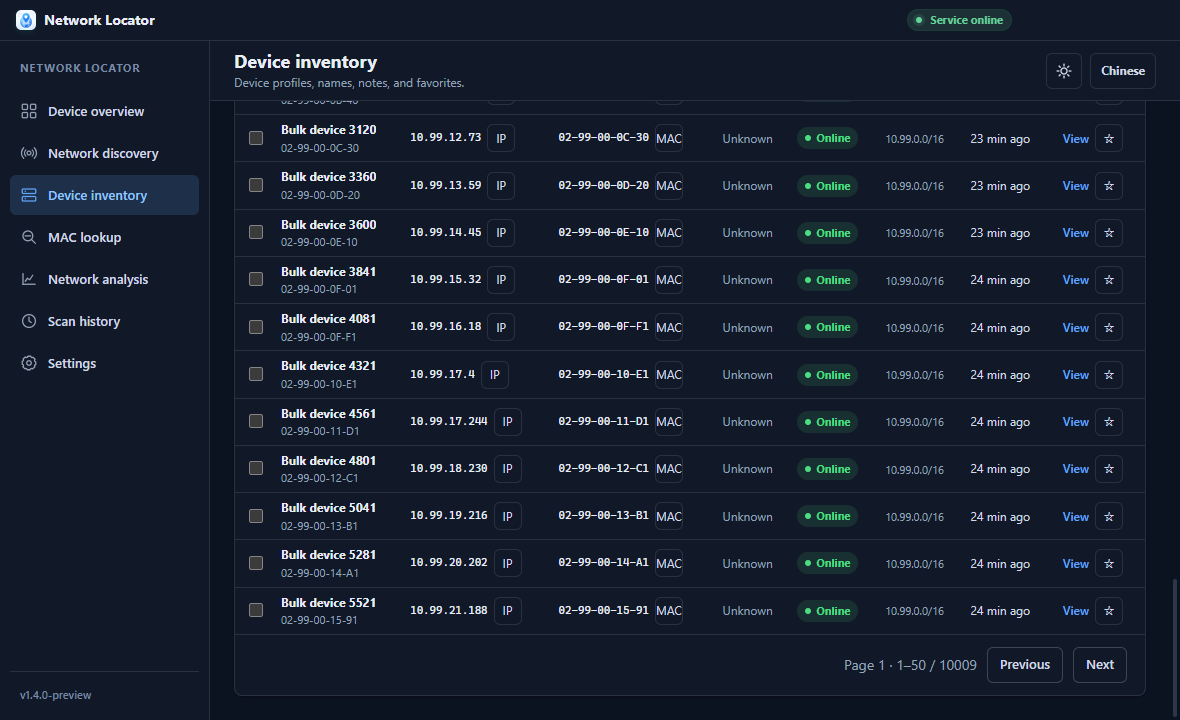 Network Locator
Service online
NETWORK LOCATOR
Device overview
Network discovery
Device inventory
MAC lookup
Network analysis
Scan history
Settings
v1.4.0-preview
Device inventory
Device profiles, names, notes, and favorites.
Chinese
Bulk device 3120
02-99-00-0C-30
10.99.12.73 IP 02-99-00-0C-30 MAC Unknown Online 10.99.0.0/16 23 min ago View
Bulk device 3360
02-99-00-0D-20
10.99.13.59 IP 02-99-00-0D-20 MAC Unknown Online 10.99.0.0/16 23 min ago View
Bulk device 3600
02-99-00-0E-10
10.99.14.45 IP 02-99-00-0E-10 MAC Unknown Online 10.99.0.0/16 23 min ago View
Bulk device 3841
02-99-00-0F-01
10.99.15.32 IP 02-99-00-0F-01 MAC Unknown Online 10.99.0.0/16 24 min ago View
Bulk device 4081
02-99-00-0F-F1
10.99.16.18 IP 02-99-00-0F-F1 MAC Unknown Online 10.99.0.0/16 24 min ago View
Bulk device 4321
02-99-00-10-E1
10.99.17.4 IP 02-99-00-10-E1 MAC Unknown Online 10.99.0.0/16 24 min ago View
Bulk device 4561
02-99-00-11-D1
10.99.17.244 IP 02-99-00-11-D1 MAC Unknown Online 10.99.0.0/16 24 min ago View
Bulk device 4801
02-99-00-12-C1
10.99.18.230 IP 02-99-00-12-C1 MAC Unknown Online 10.99.0.0/16 24 min ago View
Bulk device 5041
02-99-00-13-B1
10.99.19.216 IP 02-99-00-13-B1 MAC Unknown Online 10.99.0.0/16 24 min ago View
Bulk device 5281
02-99-00-14-A1
10.99.20.202 IP 02-99-00-14-A1 MAC Unknown Online 10.99.0.0/16 24 min ago View
Bulk device 5521
02-99-00-15-91
10.99.21.188 IP 02-99-00-15-91 MAC Unknown Online 10.99.0.0/16 24 min ago View
Page 1 · 1–50 / 10009 Previous Next